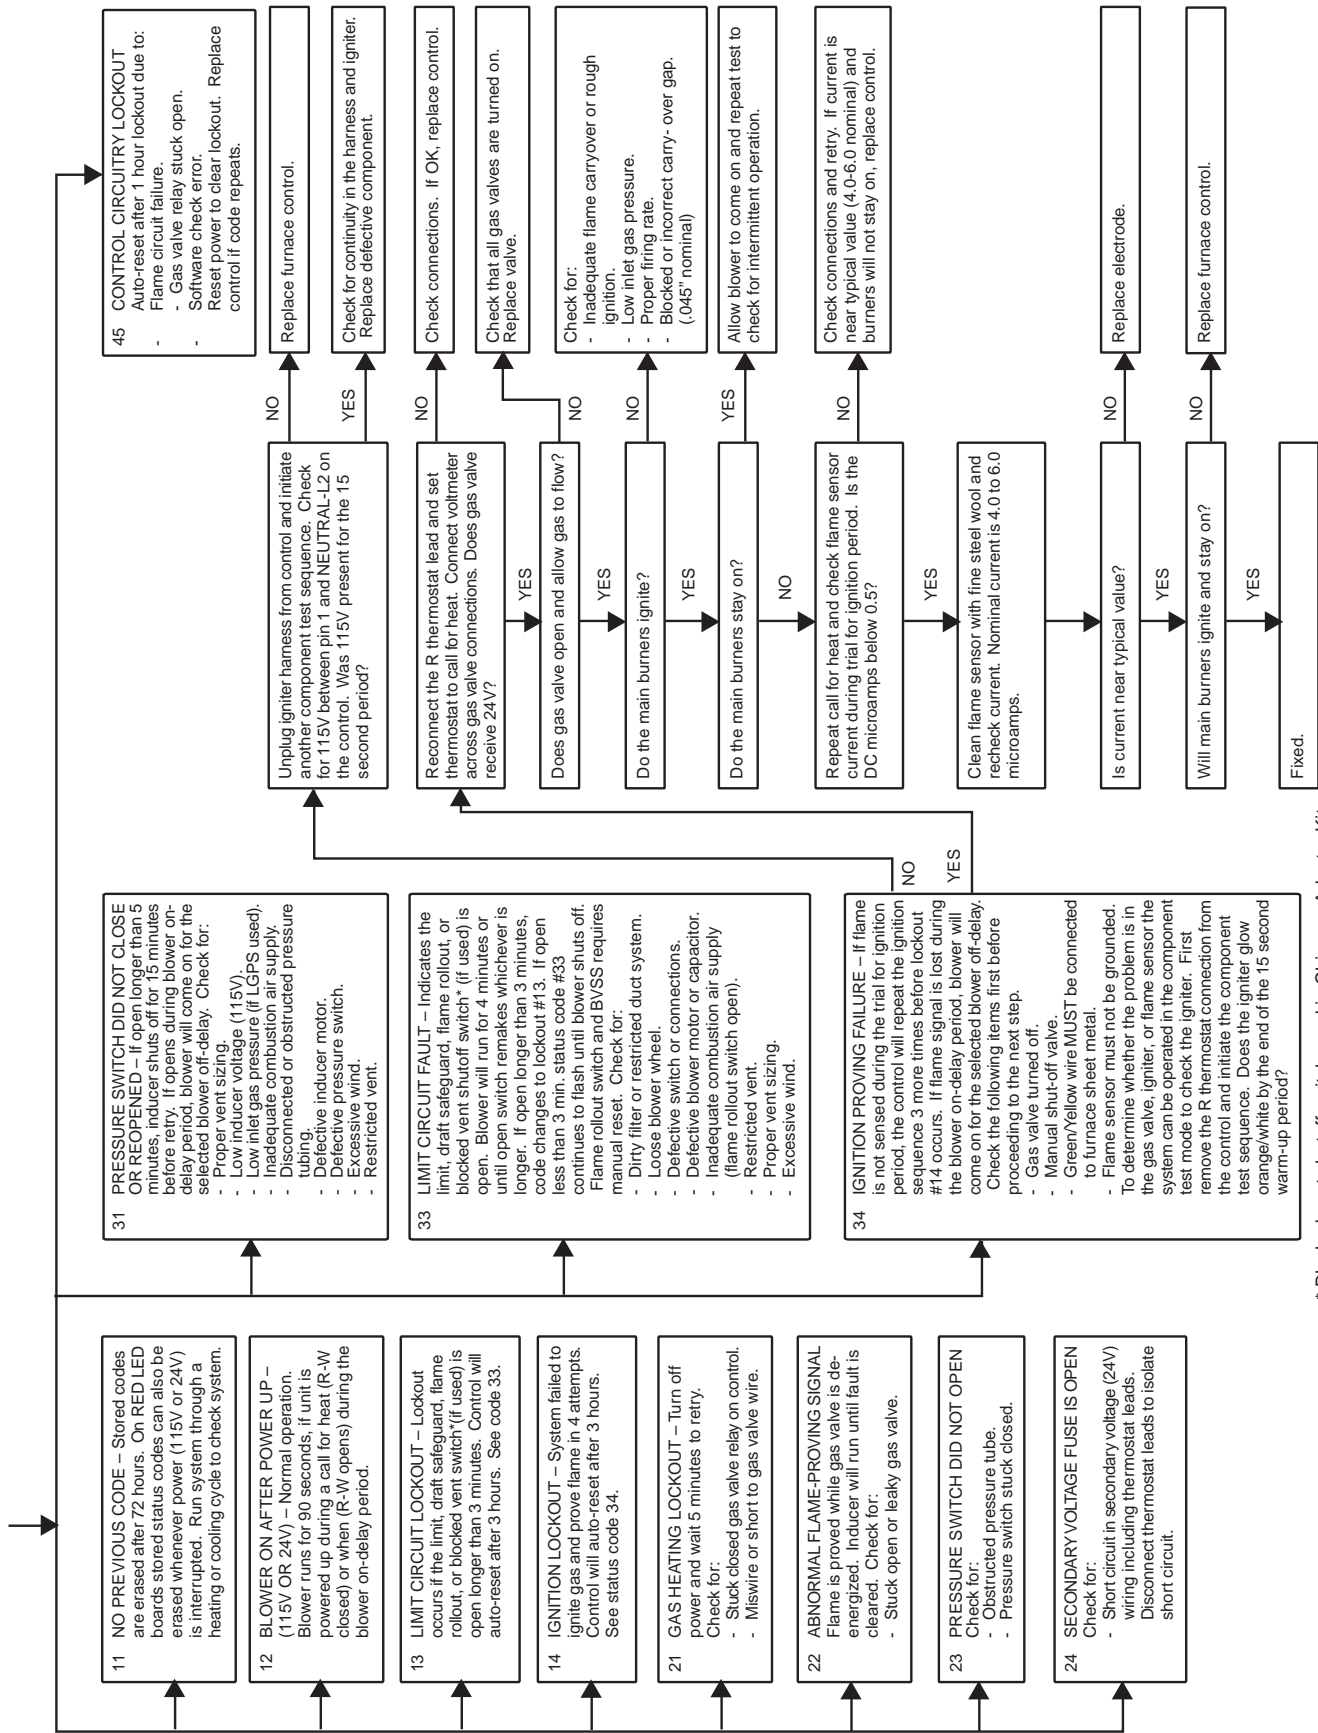 11 NO PREVIOUS CODE – Stored codes
are erased after 72 hours. On RED LED
boards stored status codes can also be
erased whenever power (115V or 24V)
is interrupted. Run system through a
heating or cooling cycle to check system.
12 BLOWER ON AFTER POWER UP –
(115V OR 24V) – Normal operation.
Blower runs for 90 seconds, if unit is
powered up during a call for heat (R-W
closed) or when (R-W opens) during the
blower on-delay period.
13 LIMIT CIRCUIT LOCKOUT – Lockout
occurs if the limit, draft safeguard, flame
rollout, or blocked vent switch*(if used) is
open longer than 3 minutes. Control will
auto-reset after 3 hours. See code 33.
14 IGNITION LOCKOUT – System failed to
ignite gas and prove flame in 4 attempts.
Control will auto-reset after 3 hours.
See status code 34.
21 GAS HEATING LOCKOUT – Turn off
power and wait 5 minutes to retry.
Check for:
- Stuck closed gas valve relay on control.
- Miswire or short to gas valve wire.
22 ABNORMAL FLAME-PROVING SIGNAL
Flame is proved while gas valve is de-
energized. Inducer will run until fault is
cleared. Check for:
- Stuck open or leaky gas valve.
23 PRESSURE SWITCH DID NOT OPEN
Check for:
- Obstructed pressure tube.
- Pressure switch stuck closed.
24 SECONDARY VOLTAGE FUSE IS OPEN
Check for:
- Short circuit in secondary voltage (24V)
wiring including thermostat leads.
Disconnect thermostat leads to isolate
short circuit.
31 PRESSURE SWITCH DID NOT CLOSE
OR REOPENED – If open longer than 5
minutes, inducer shuts off for 15 minutes
before retry. If opens during blower on-
delay period, blower will come on for the
selected blower off-delay. Check for:
- Proper vent sizing.
- Low inducer voltage (115V).
- Low inlet gas pressure (if LGPS used).
- Inadequate combustion air supply.
- Disconnected or obstructed pressure
tubing.
- Defective inducer motor.
- Defective pressure switch.
- Excessive wind.
- Restricted vent.
33 LIMIT CIRCUIT FAULT – Indicates the
limit, draft safeguard, flame rollout, or
blocked vent shutoff switch* (if used) is
open. Blower will run for 4 minutes or
until open switch remakes whichever is
longer. If open longer than 3 minutes,
code changes to lockout #13. If open
less than 3 min. status code #33
continues to flash until blower shuts off.
Flame rollout switch and BVSS requires
manual reset. Check for:
- Dirty filter or restricted duct system.
- Loose blower wheel.
- Defective switch or connections.
- Defective blower motor or capacitor.
- Inadequate combustion air supply
(flame rollout switch open).
- Restricted vent.
- Proper vent sizing.
- Excessive wind.
34 IGNITION PROVING FAILURE – If flame
is not sensed during the trial for ignition
period, the control will repeat the ignition
sequence 3 more times before lockout
#14 occurs. If flame signal is lost during
the blower on-delay period, blower will
come on for the selected blower off-delay.
Check the following items first before
proceeding to the next step.
- Gas valve turned off.
- Manual shut-off valve.
- Green/Yellow wire MUST be connected
to furnace sheet metal.
- Flame sensor must not be grounded.
To determine whether the problem is in
the gas valve, igniter, or flame sensor the
system can be operated in the component
test mode to check the igniter. First
remove the R thermostat connection from
the control and initiate the component
test sequence. Does the igniter glow
orange/white by the end of the 15 second
warm-up period?
NO
YES
45 CONTROL CIRCUITRY LOCKOUT
Auto-reset after 1 hour lockout due to:
- Flame circuit failure.
- Gas valve relay stuck open.
- Software check error.
Reset power to clear lockout. Replace
control if code repeats.
Unplug igniter harness from control and initiate
another component test sequence. Check
for 115V between pin 1 and NEUTRAL-L2 on
the control. Was 115V present for the 15
second period?
NO
Replace furnace control.
YES
Check for continuity in the harness and igniter.
Replace defective component.
Reconnect the R thermostat lead and set
thermostat to call for heat. Connect voltmeter
across gas valve connections. Does gas valve
receive 24V?
NO
Check connections. If OK, replace control.
YES
Does gas valve open and allow gas to flow?
NO
Check that all gas valves are turned on.
Replace valve.
YES
Do the main burners ignite?
NO
Check for:
- Inadequate flame carryover or rough
ignition.
- Low inlet gas pressure.
- Proper firing rate.
- Blocked or incorrect carry- over gap.
(.045" nominal)
YES
Do the main burners stay on?
YES
Allow blower to come on and repeat test to
check for intermittent operation.
NO
Repeat call for heat and check flame sensor
current during trial for ignition period. Is the
DC microamps below 0.5?
NO
Check connections and retry. If current is
near typical value (4.0-6.0 nominal) and
burners will not stay on, replace control.
YES
Clean flame sensor with fine steel wool and
recheck current. Nominal current is 4.0 to 6.0
microamps.
Is current near typical value?
NO
Replace electrode.
YES
Will main burners ignite and stay on?
NO
Replace furnace control.
YES
Fixed.